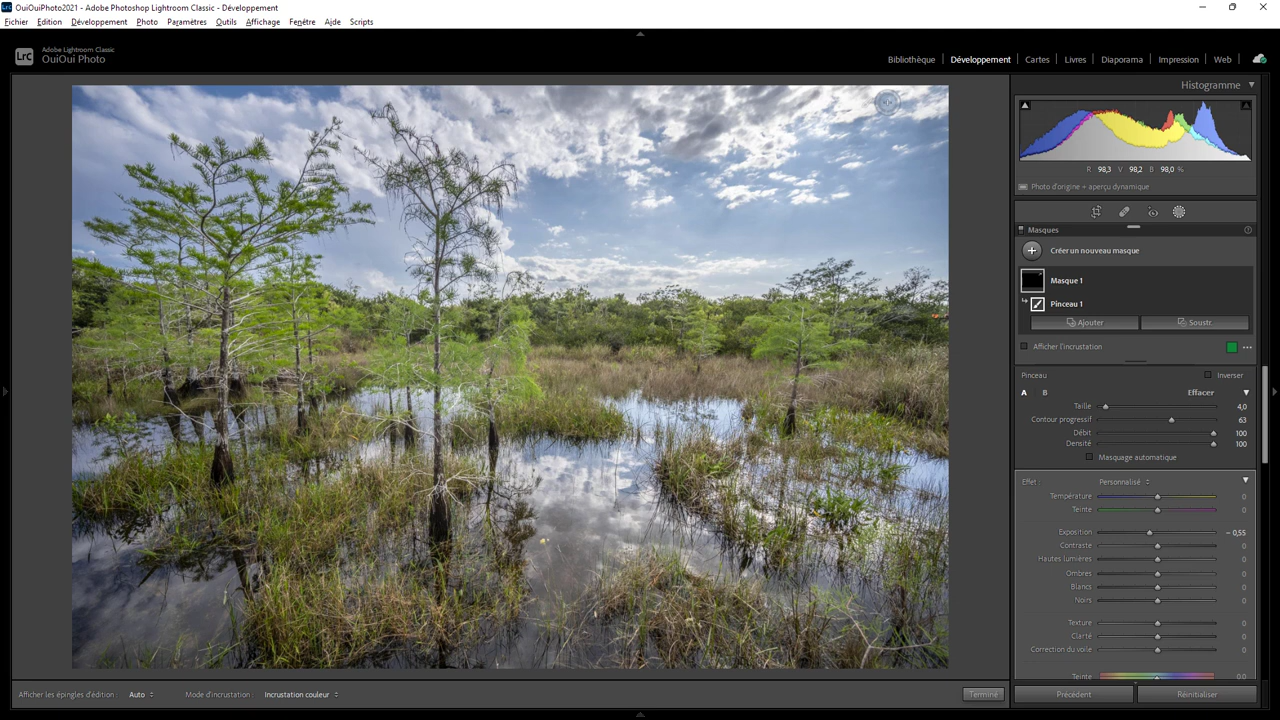 OuiOuiPhoto2021 - Adobe Photoshop Lightroom Classic - Développement
Fichier Edition Développement Photo Paramètres Outils Affichage Fenêtre Aide Scripts
Lrc
Adobe Lightroom Classic
OuiOui Photo
Bibliothèque Développement Cartes Livres Diaporama Impression Web
Histogramme
R 98,3 V 98,2 B 98,0 %
Photo d'origine + aperçu dynamique
Masques
Créer un nouveau masque
Masque 1
Pinceau 1
Ajouter Soustr.
Afficher l'incrustation
Pinceau Inverser
A B Effacer
Taille 4,0
Contour progressif 63
Débit 100
Densité 100
Masquage automatique
Effet : Personnalisé
Température 0
Teinte 0
Exposition – 0,55
Contraste 0
Hautes lumières 0
Ombres 0
Blancs 0
Noirs 0
Texture 0
Clarté 0
Correction du voile 0
Teinte 0,0
Afficher les épingles d'édition : Auto Mode d'incrustation : Incrustation couleur Terminé
Précédent Réinitialiser